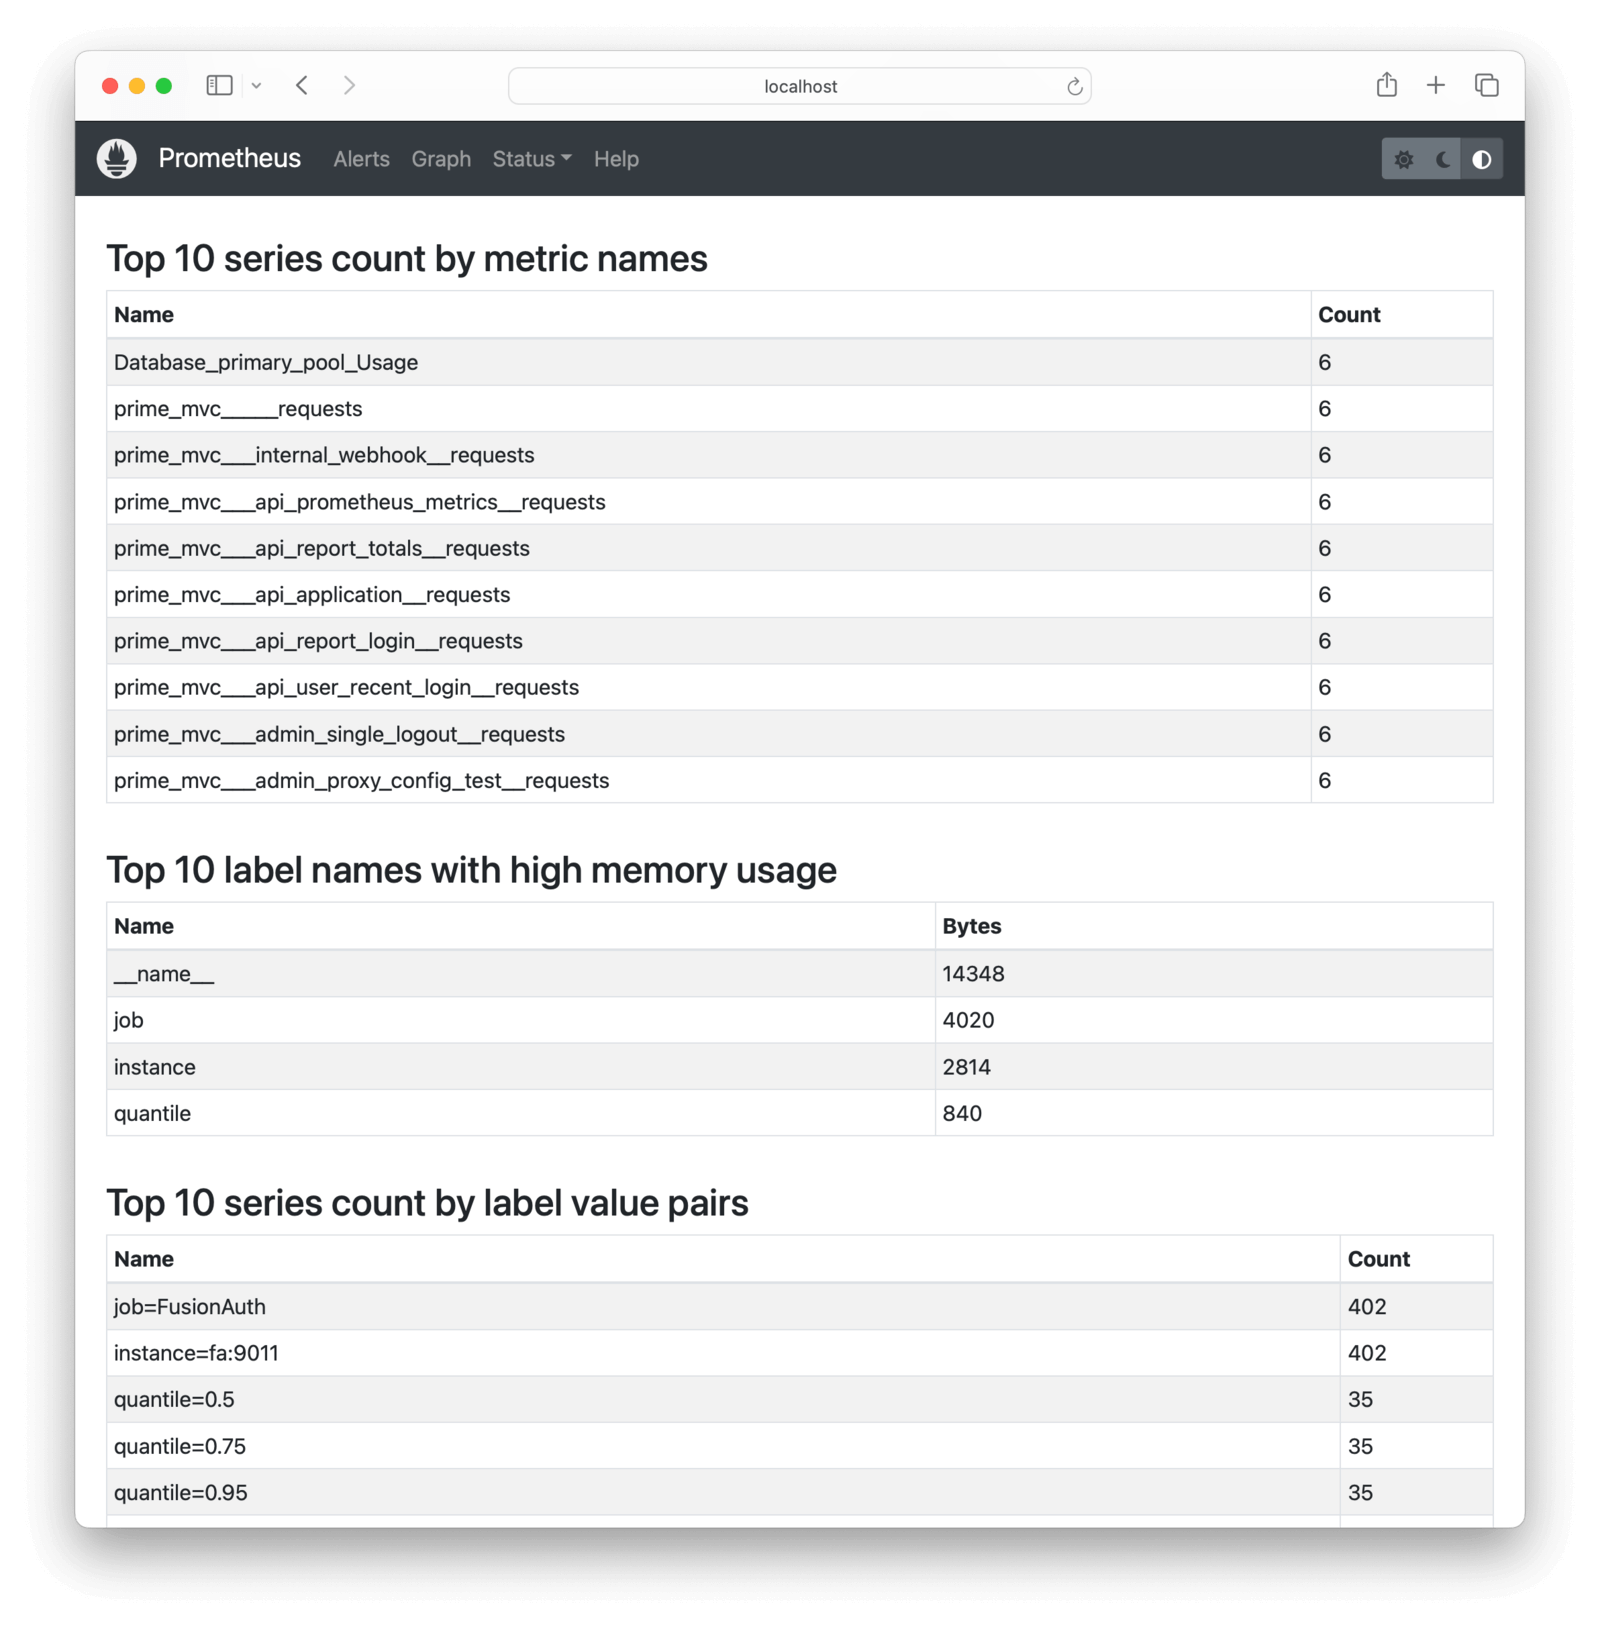 localhost
Prometheus Alerts Graph Status Help
Top 10 series count by metric names
Name Count
Database_primary_pool_Usage 6
prime_mvc_____requests 6
prime_mvc___internal_webhook__requests 6
prime_mvc___api_prometheus_metrics__requests 6
prime_mvc___api_report_totals__requests 6
prime_mvc___api_application__requests 6
prime_mvc___api_report_login__requests 6
prime_mvc___api_user_recent_login__requests 6
prime_mvc___admin_single_logout__requests 6
prime_mvc___admin_proxy_config_test__requests 6
Top 10 label names with high memory usage
Name Bytes
__name__ 14348
job 4020
instance 2814
quantile 840
Top 10 series count by label value pairs
Name Count
job=FusionAuth 402
instance=fa:9011 402
quantile=0.5 35
quantile=0.75 35
quantile=0.95 35